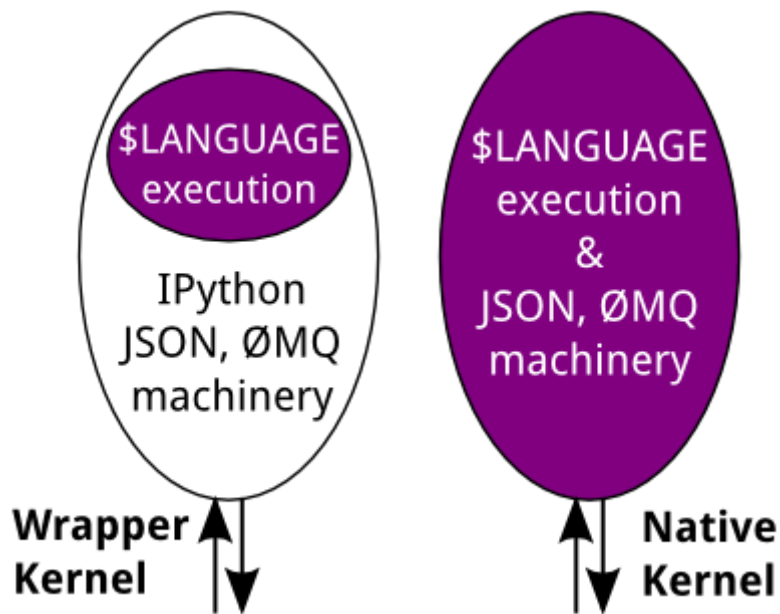 $LANGUAGE
execution
IPython
JSON, ØMQ
machinery
Wrapper
Kernel
$LANGUAGE
execution
&
JSON, ØMQ
machinery
Native
Kernel